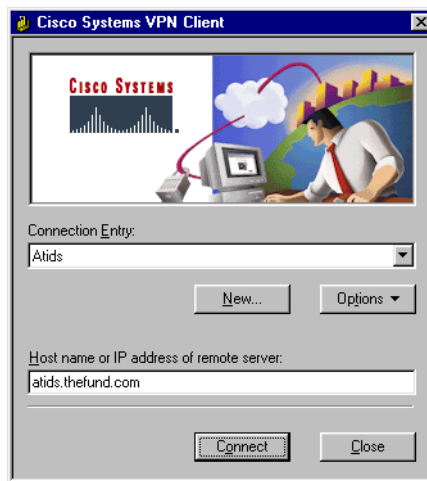 Cisco Systems VPN Client
CISCO SYSTEMS
Connection Entry:
Atids
New...
Options
Host name or IP address of remote server:
atids.thefund.com
Connect
Close